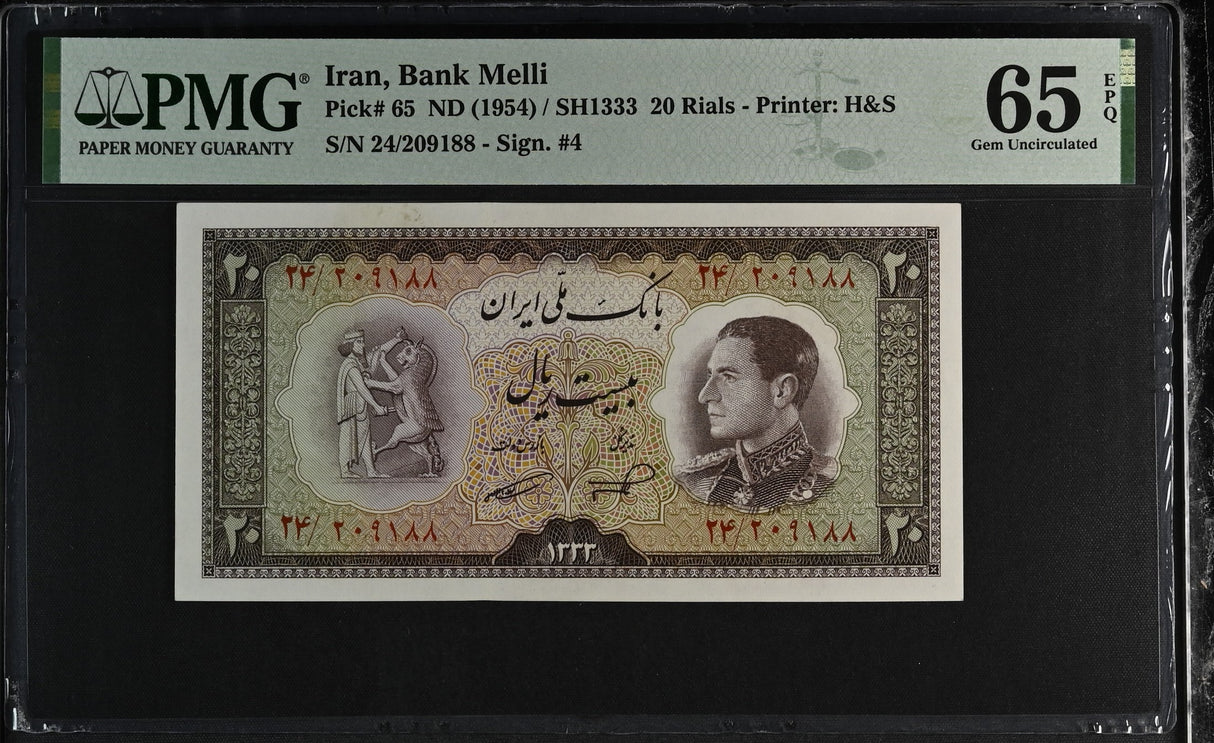 PMG®
PAPER MONEY GUARANTY
Iran, Bank Melli
Pick# 65 ND (1954) / SH1333 20 Rials - Printer: H&S
S/N 24/209188 - Sign. #4
65
EPQ
Gem Uncirculated
۲۰
۲۴/۲۰۹۱۸۸
۲۴/۲۰۹۱۸۸
۲۰
بانک ملّی ایران
بیست ریال
۲۰
۲۴/۲۰۹۱۸۸
۲۴/۲۰۹۱۸۸
۲۰
۱۳۳۳